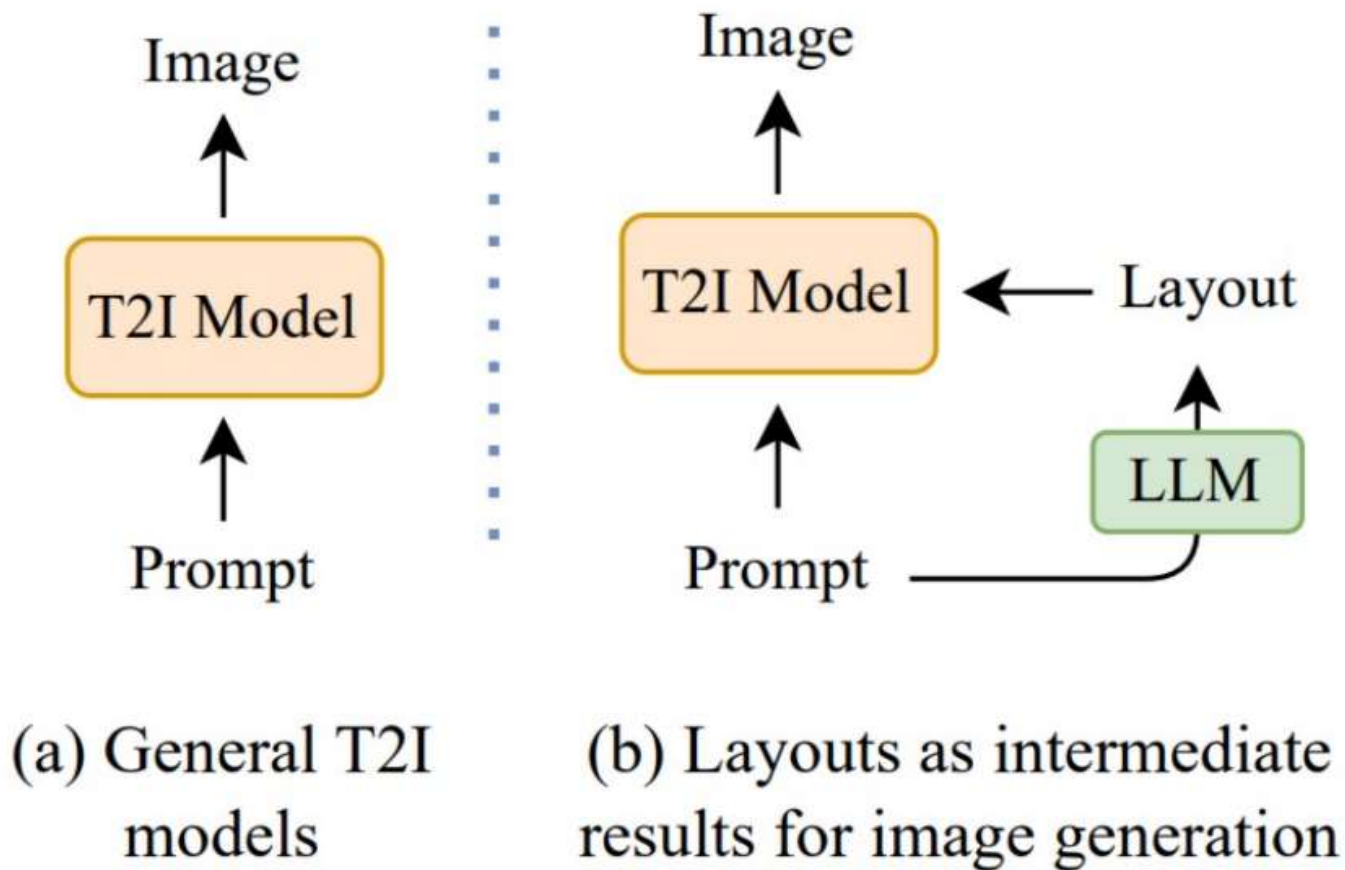 Image
T2I Model
Prompt
(a) General T2I
models
Image
T2I Model
Layout
LLM
Prompt
(b) Layouts as intermediate
results for image generation